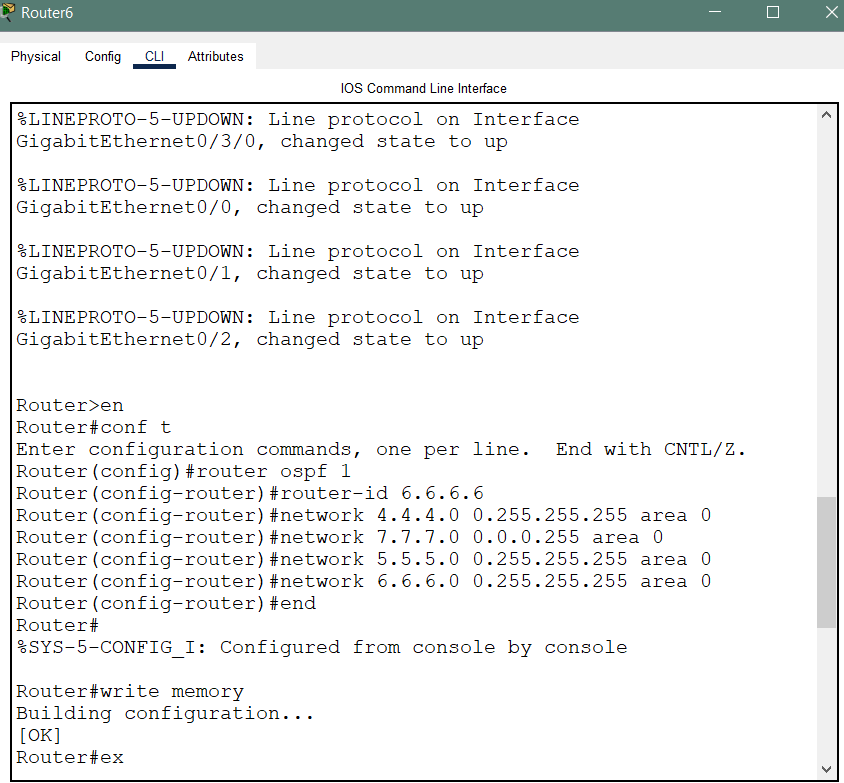 Router6
Physical Config CLI Attributes
IOS Command Line Interface
%LINEPROTO-5-UPDOWN: Line protocol on Interface
GigabitEthernet0/3/0, changed state to up
%LINEPROTO-5-UPDOWN: Line protocol on Interface
GigabitEthernet0/0, changed state to up
%LINEPROTO-5-UPDOWN: Line protocol on Interface
GigabitEthernet0/1, changed state to up
%LINEPROTO-5-UPDOWN: Line protocol on Interface
GigabitEthernet0/2, changed state to up
Router>en
Router#conf t
Enter configuration commands, one per line.  End with CNTL/Z.
Router(config)#router ospf 1
Router(config-router)#router-id 6.6.6.6
Router(config-router)#network 4.4.4.0 0.255.255.255 area 0
Router(config-router)#network 7.7.7.0 0.0.0.255 area 0
Router(config-router)#network 5.5.5.0 0.255.255.255 area 0
Router(config-router)#network 6.6.6.0 0.255.255.255 area 0
Router(config-router)#end
Router#
%SYS-5-CONFIG_I: Configured from console by console
Router#write memory
Building configuration...
[OK]
Router#ex